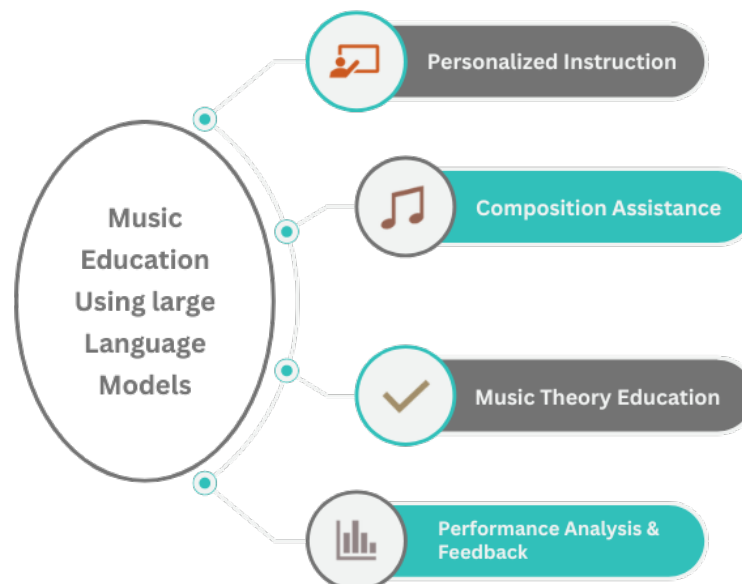 Personalized Instruction
Composition Assistance
Music
Education
Using large
Language
Models
Music Theory Education
Performance Analysis &
Feedback